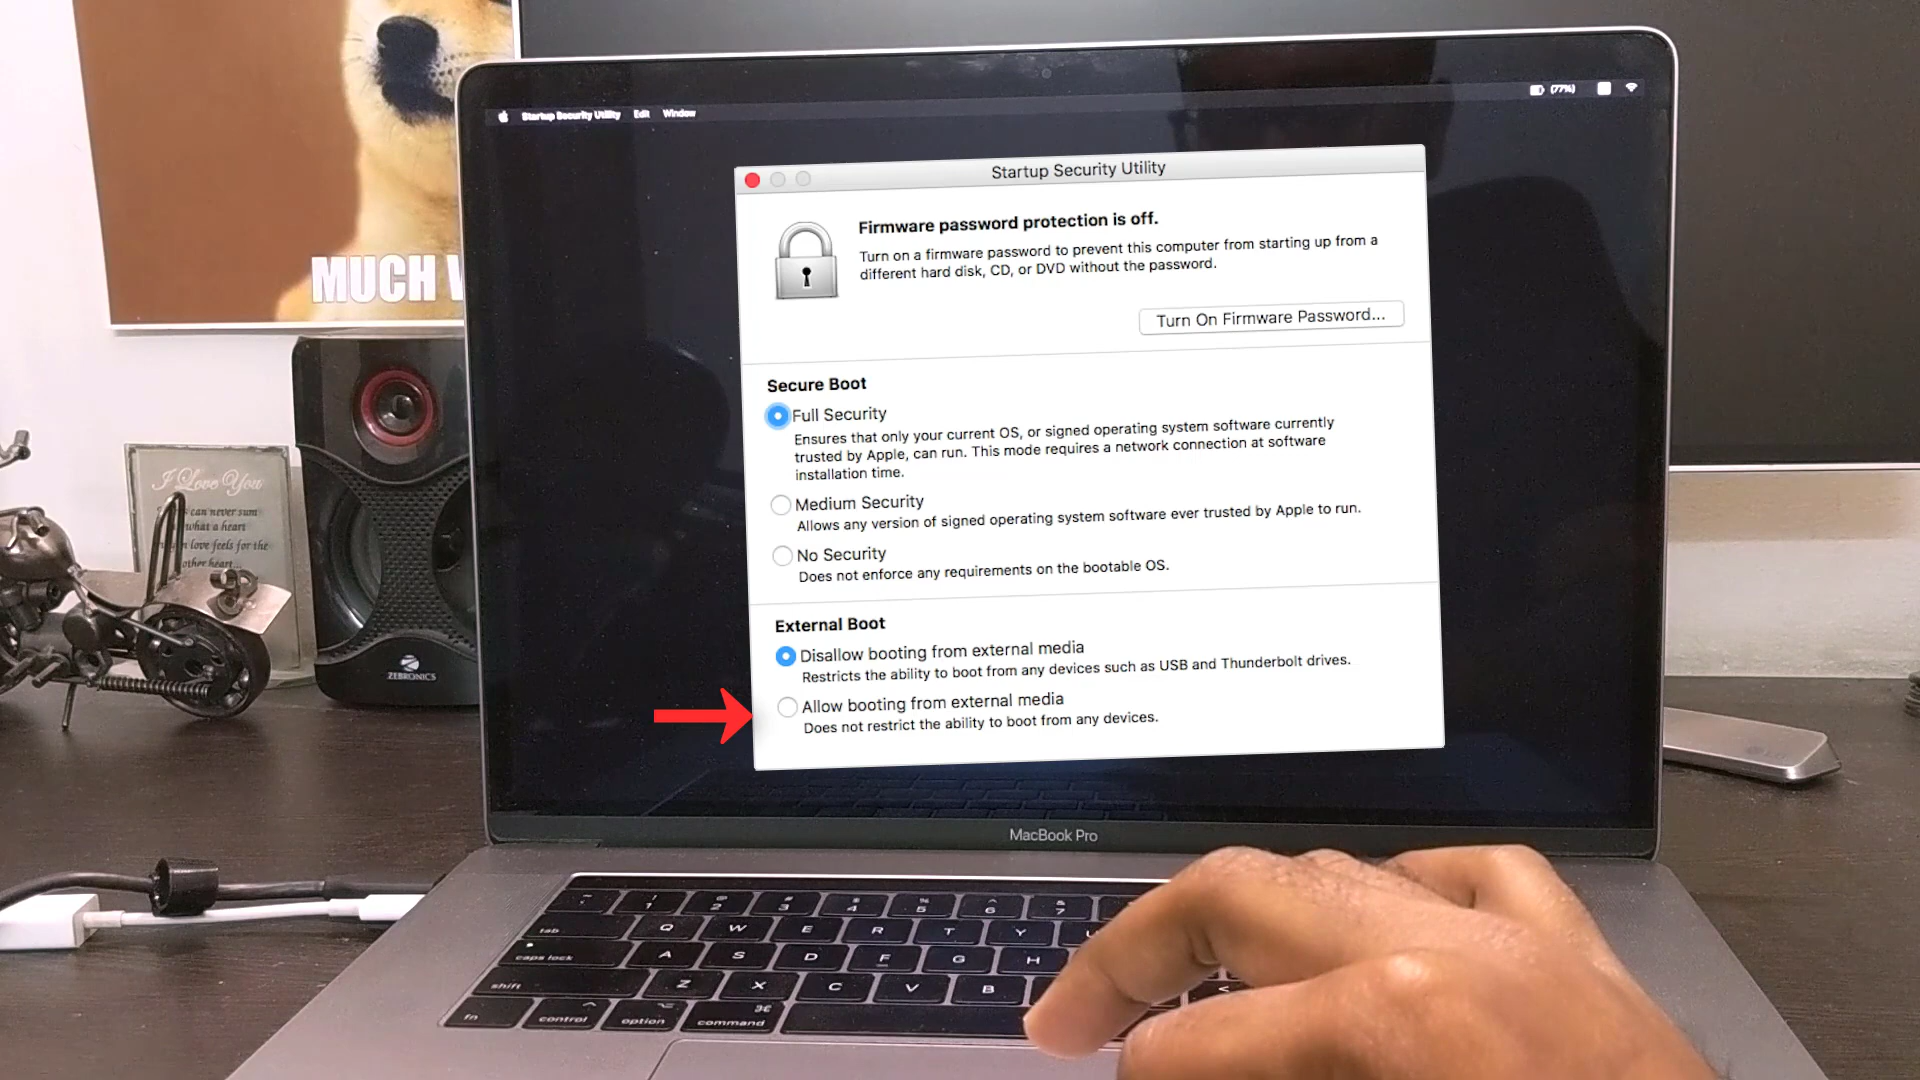 MUCH
Startup Security Utility Edit Window
(77%)
Startup Security Utility
Firmware password protection is off.
Turn on a firmware password to prevent this computer from starting up from a
different hard disk, CD, or DVD without the password.
Turn On Firmware Password...
Secure Boot
Full Security
Ensures that only your current OS, or signed operating system software currently
trusted by Apple, can run. This mode requires a network connection at software
installation time.
Medium Security
Allows any version of signed operating system software ever trusted by Apple to run.
No Security
Does not enforce any requirements on the bootable OS.
External Boot
Disallow booting from external media
Restricts the ability to boot from any devices such as USB and Thunderbolt drives.
Allow booting from external media
Does not restrict the ability to boot from any devices.
I Love You
can never sum
what a heart
love feels for the
other heart...
ZEBRONICS
MacBook Pro
! @ # $ % ^ &
1 2 3 4 5 6 7
tab Q W E R T Y U
caps lock A S D F G H
shift Z X C V B <
fn control option command